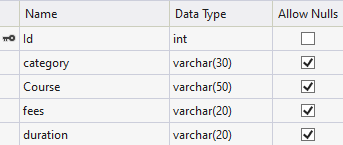 Name Data Type Allow Nulls
Id int
category varchar(30)
Course varchar(50)
fees varchar(20)
duration varchar(20)